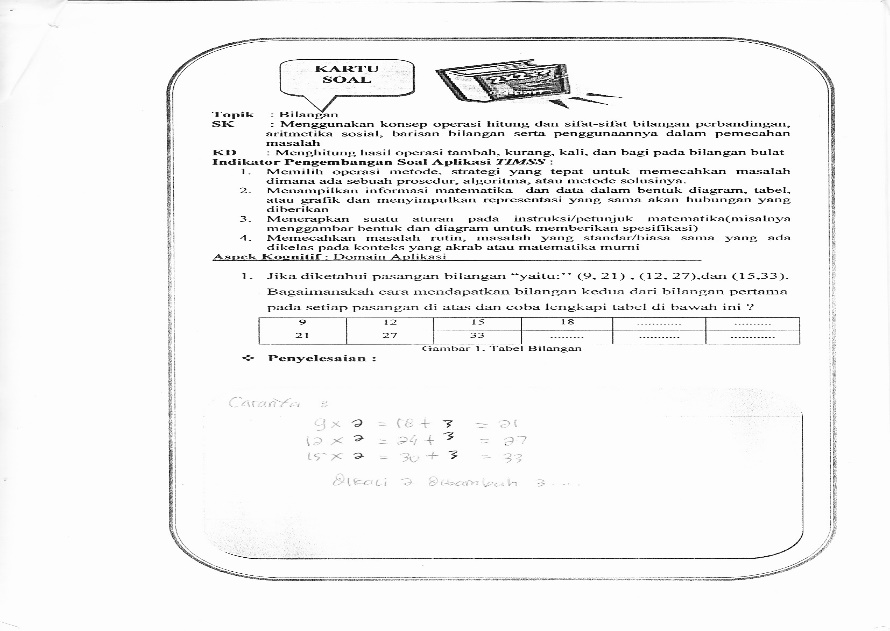 KARTU
SOAL
Topik : Bilangan
SK : Menggunakan konsep operasi hitung dan sifat-sifat bilangan perbandingan,
aritmetika sosial, barisan bilangan serta penggunaannya dalam pemecahan
masalah
KD : Menghitung hasil operasi tambah, kurang, kali, dan bagi pada bilangan bulat
Indikator Pengembangan Soal Aplikasi TIMSS :
1. Memilih operasi metode, strategi yang tepat untuk memecahkan masalah
dimana ada sebuah prosedur, algoritma, atau metode solusinya.
2. Menampilkan informasi matematika dan data dalam bentuk diagram, tabel,
atau grafik dan menyimpulkan representasi yang sama akan hubungan yang
diberikan
3. Menerapkan suatu aturan pada instruksi/petunjuk matematika(misalnya
menggambar bentuk dan diagram untuk memberikan spesifikasi)
4. Memecahkan masalah rutin, masalah yang standar/biasa sama yang ada
dikelas pada konteks yang akrab atau matematika murni
Aspek Kognitif : Domain Aplikasi
1. Jika diketahui pasangan bilangan "yaitu:" (9, 21) , (12, 27),dan (15,33).
Bagaimanakah cara mendapatkan bilangan kedua dari bilangan pertama
pada setiap pasangan di atas dan coba lengkapi tabel di bawah ini ?
9 12 15 18 ............ ..........
21 27 33 ......... ........... ...........
Gambar 1. Tabel Bilangan
❖ Penyelesaian :
Caranya :
9 x 2 = 18 + 3 = 21
12 x 2 = 24 + 3 = 27
15 x 2 = 30 + 3 = 33
Dikali 2 Ditambah 3 ....